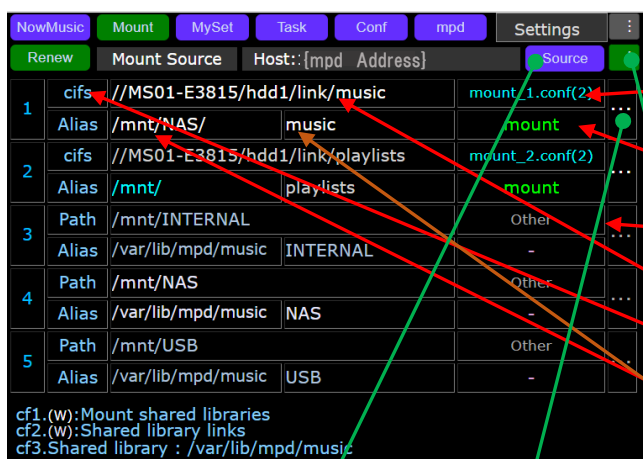 NowMusic Mount MySet Task Conf mpd Settings ⋮
Renew Mount Source Host::{mpd Address} Source
1 cifs //MS01-E3815/hdd1/link/music mount_1.conf(2) ...
Alias /mnt/NAS/ music mount
2 cifs //MS01-E3815/hdd1/link/playlists mount_2.conf(2) ...
Alias /mnt/ playlists mount
3 Path /mnt/INTERNAL Other ...
Alias /var/lib/mpd/music INTERNAL -
4 Path /mnt/NAS Other ...
Alias /var/lib/mpd/music NAS -
5 Path /mnt/USB Other ...
Alias /var/lib/mpd/music USB -
cf1.(W):Mount shared libraries
cf2.(W):Shared library links
cf3.Shared library : /var/lib/mpd/music